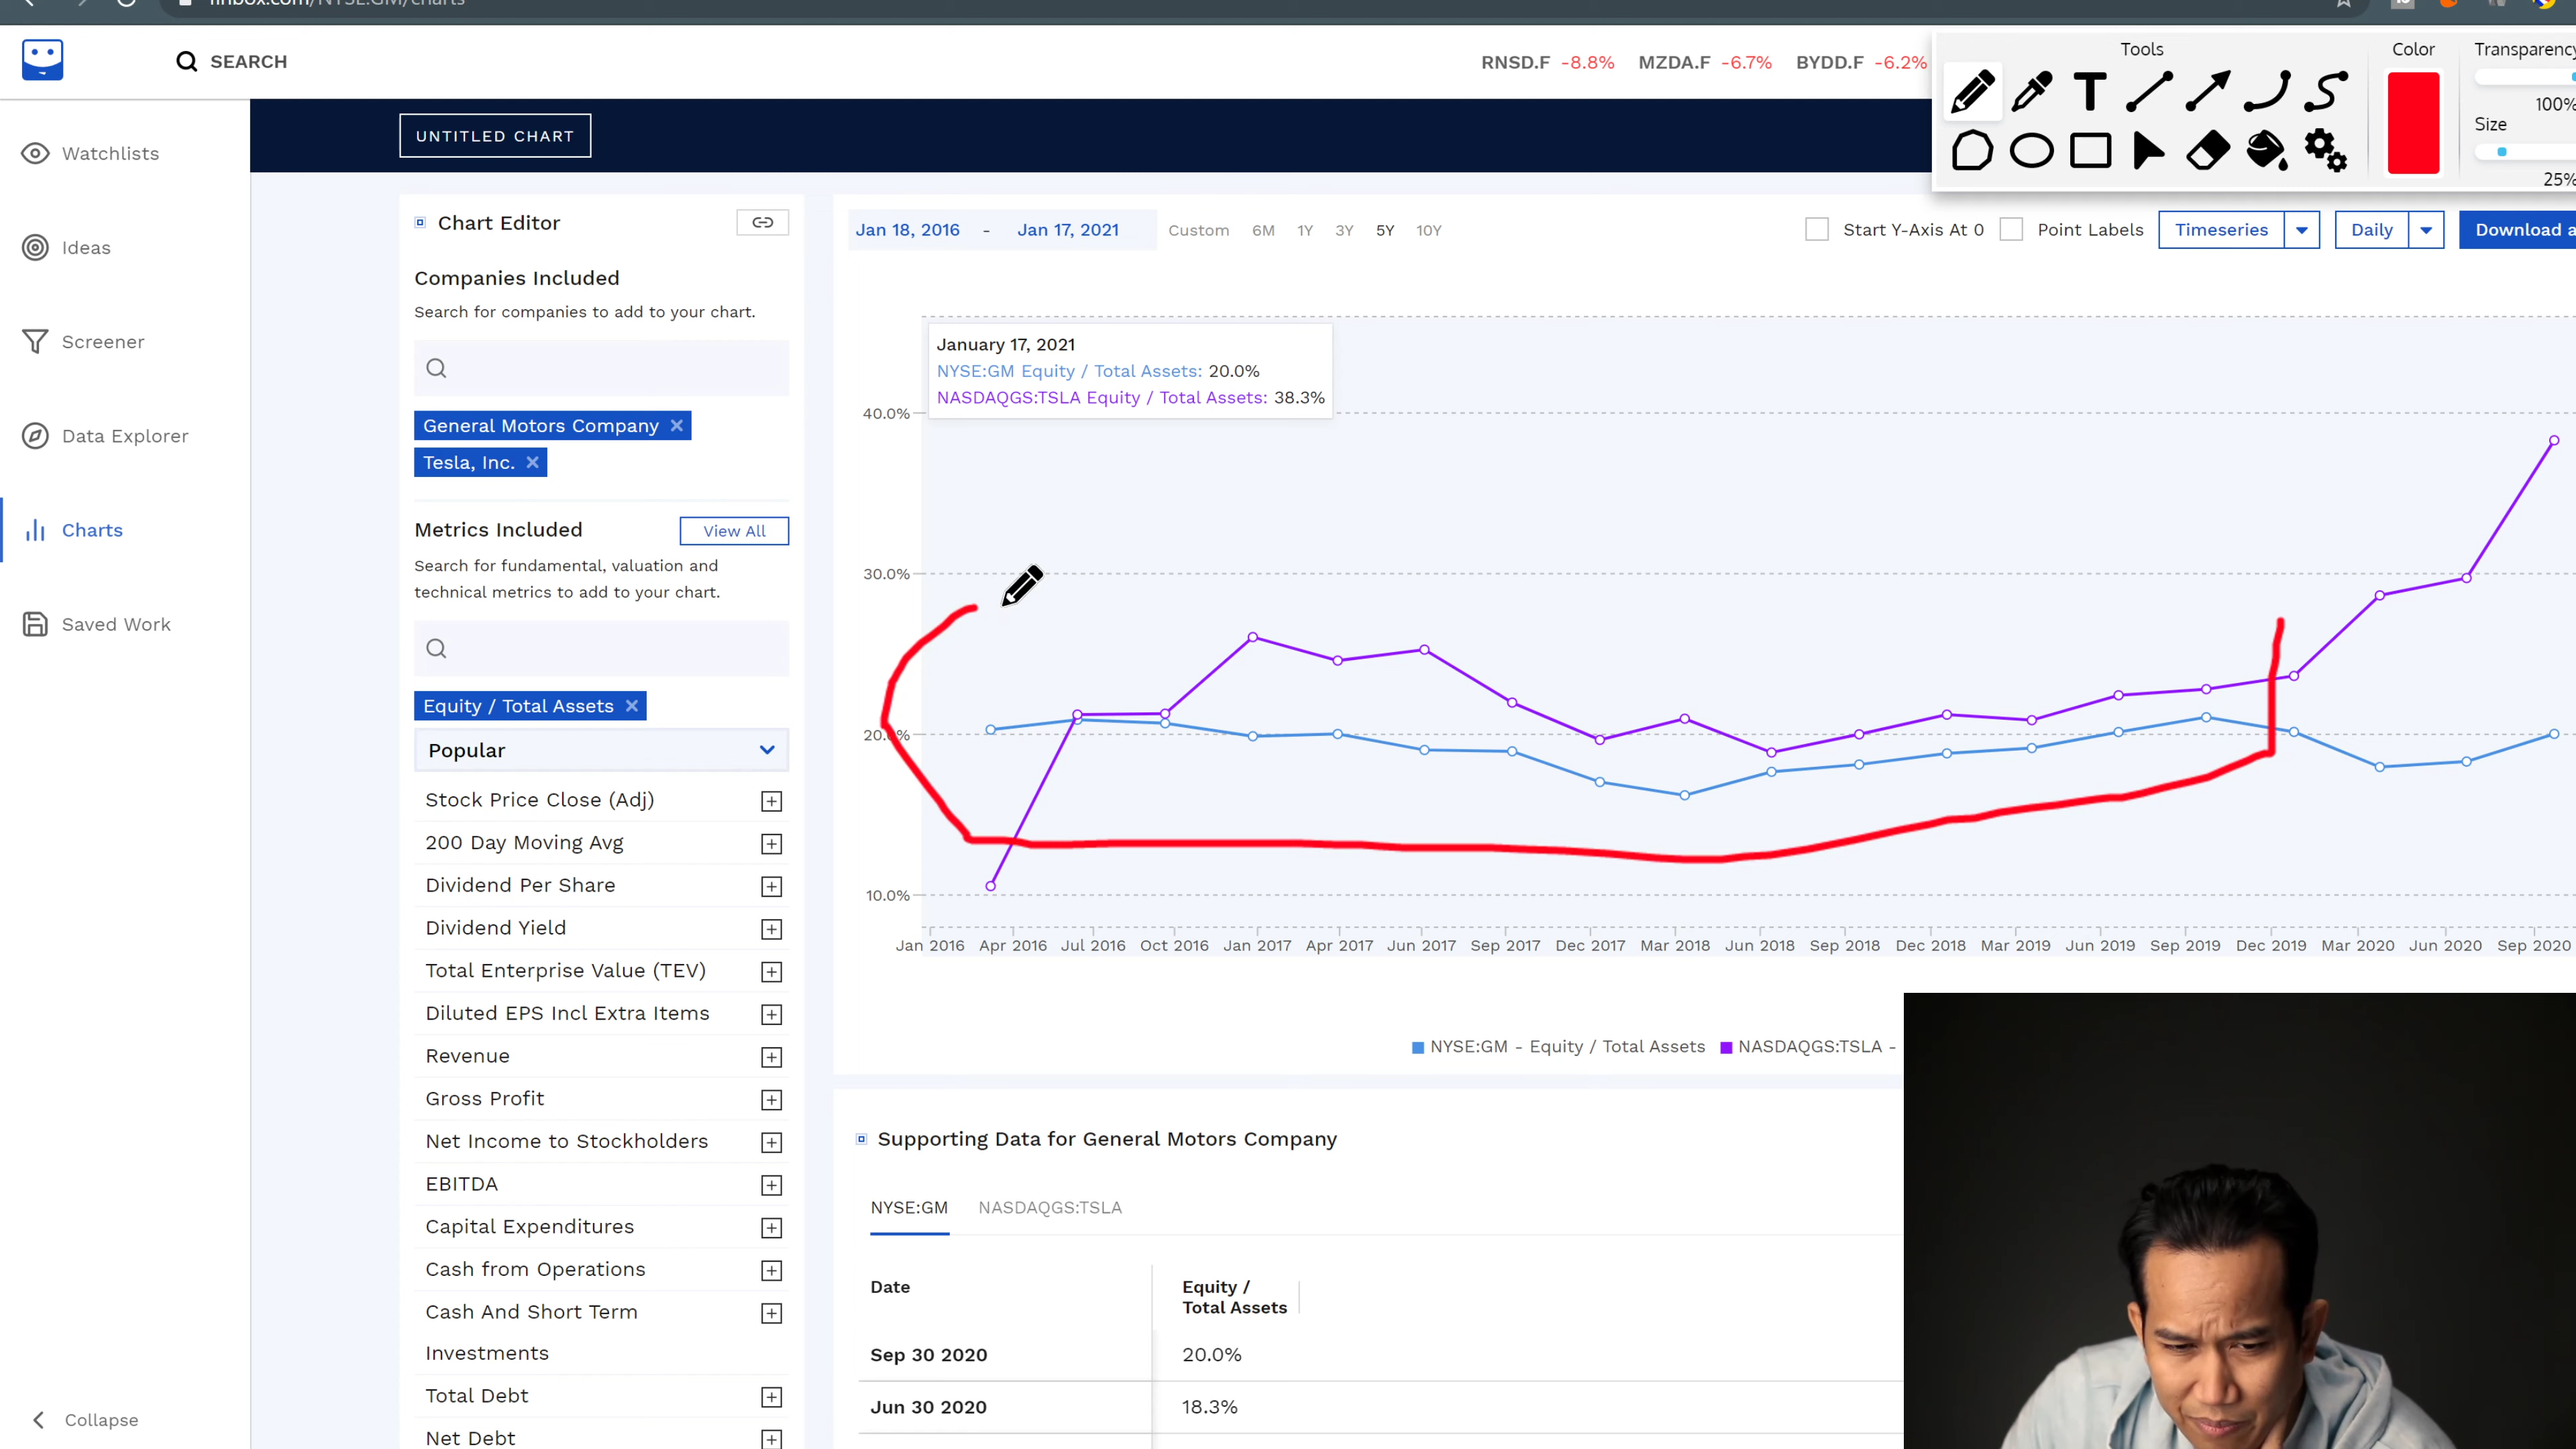 finbox.com/NYSE:GM/charts
SEARCH
RNSD.F -8.8% MZDA.F -6.7% BYDD.F -6.2%
Tools
Color
Transparency
100%
Size
25%
Watchlists
Ideas
Screener
Data Explorer
Charts
Saved Work
Collapse
UNTITLED CHART
Chart Editor
Companies Included
Search for companies to add to your chart.
General Motors Company
Tesla, Inc.
Metrics Included
View All
Search for fundamental, valuation and
technical metrics to add to your chart.
Equity / Total Assets
Popular
Stock Price Close (Adj)
200 Day Moving Avg
Dividend Per Share
Dividend Yield
Total Enterprise Value (TEV)
Diluted EPS Incl Extra Items
Revenue
Gross Profit
Net Income to Stockholders
EBITDA
Capital Expenditures
Cash from Operations
Cash And Short Term
Investments
Total Debt
Net Debt
Jan 18, 2016 - Jan 17, 2021 Custom 6M 1Y 3Y 5Y 10Y
Start Y-Axis At 0 Point Labels Timeseries Daily Download a
January 17, 2021
NYSE:GM Equity / Total Assets: 20.0%
NASDAQGS:TSLA Equity / Total Assets: 38.3%
40.0%
30.0%
20.0%
10.0%
Jan 2016 Apr 2016 Jul 2016 Oct 2016 Jan 2017 Apr 2017 Jun 2017 Sep 2017 Dec 2017 Mar 2018 Jun 2018 Sep 2018 Dec 2018 Mar 2019 Jun 2019 Sep 2019 Dec 2019 Mar 2020 Jun 2020 Sep 2020
NYSE:GM - Equity / Total Assets NASDAQGS:TSLA -
Supporting Data for General Motors Company
NYSE:GM NASDAQGS:TSLA
Date
Equity /
Total Assets
Sep 30 2020 20.0%
Jun 30 2020 18.3%